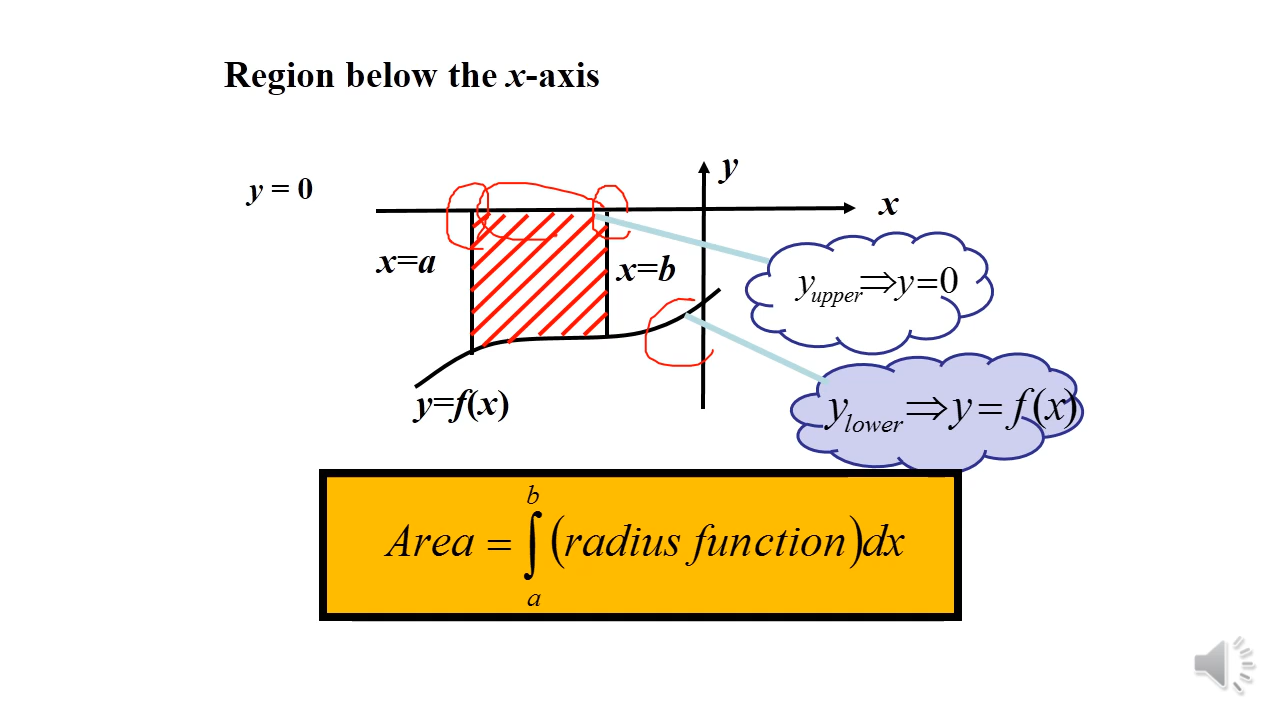 Region below the x-axis
y = 0
y
x
x=a
x=b
y_upper ⇒ y=0
y=f(x)
y_lower ⇒ y = f(x)
Area = ∫_a^b (radius function)dx